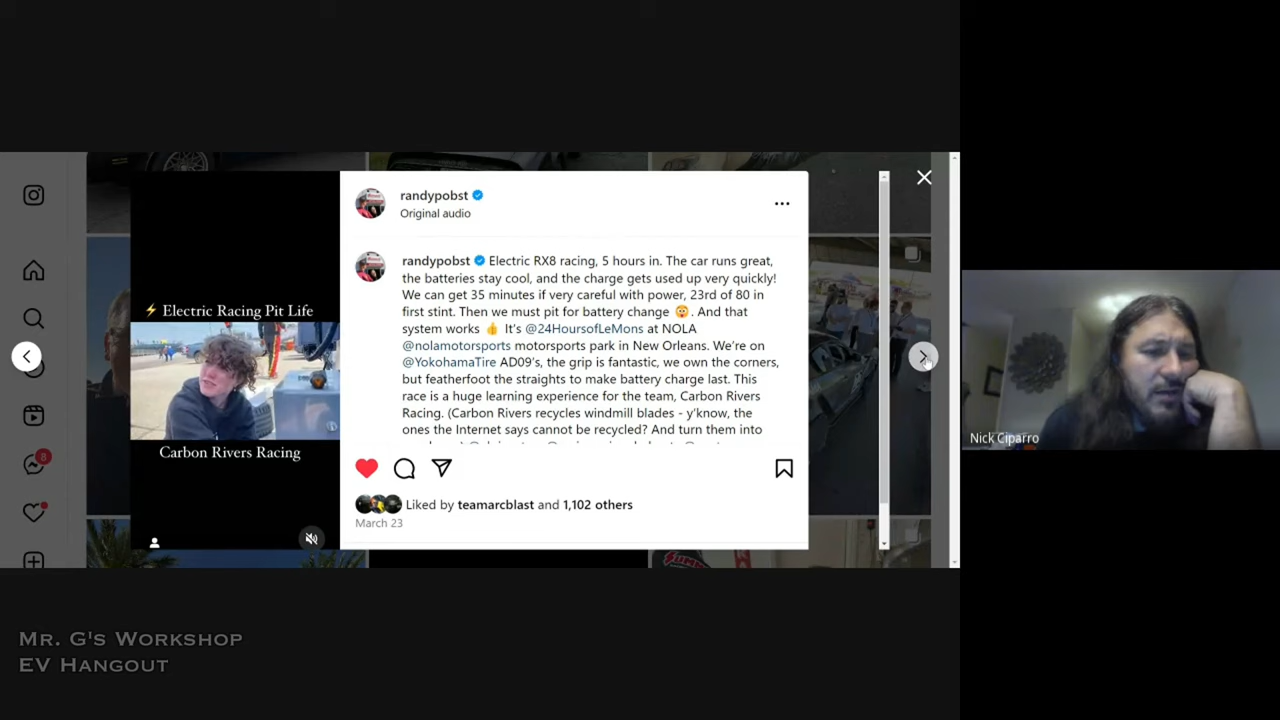 randypobst
Original audio
randypobst Electric RX8 racing, 5 hours in. The car runs great,
the batteries stay cool, and the charge gets used up very quickly!
We can get 35 minutes if very careful with power, 23rd of 80 in
first stint. Then we must pit for battery change 😳. And that
system works 👍 It's @24HoursofLeMons at NOLA
@nolamotorsports motorsports park in New Orleans. We're on
@YokohamaTire AD09's, the grip is fantastic, we own the corners,
but featherfoot the straights to make battery charge last. This
race is a huge learning experience for the team, Carbon Rivers
Racing. (Carbon Rivers recycles windmill blades - y'know, the
ones the Internet says cannot be recycled? And turn them into
⚡ Electric Racing Pit Life
Carbon Rivers Racing
Liked by teamarcblast and 1,102 others
March 23
8
Nick Ciparro
Mr. G's Workshop
EV Hangout